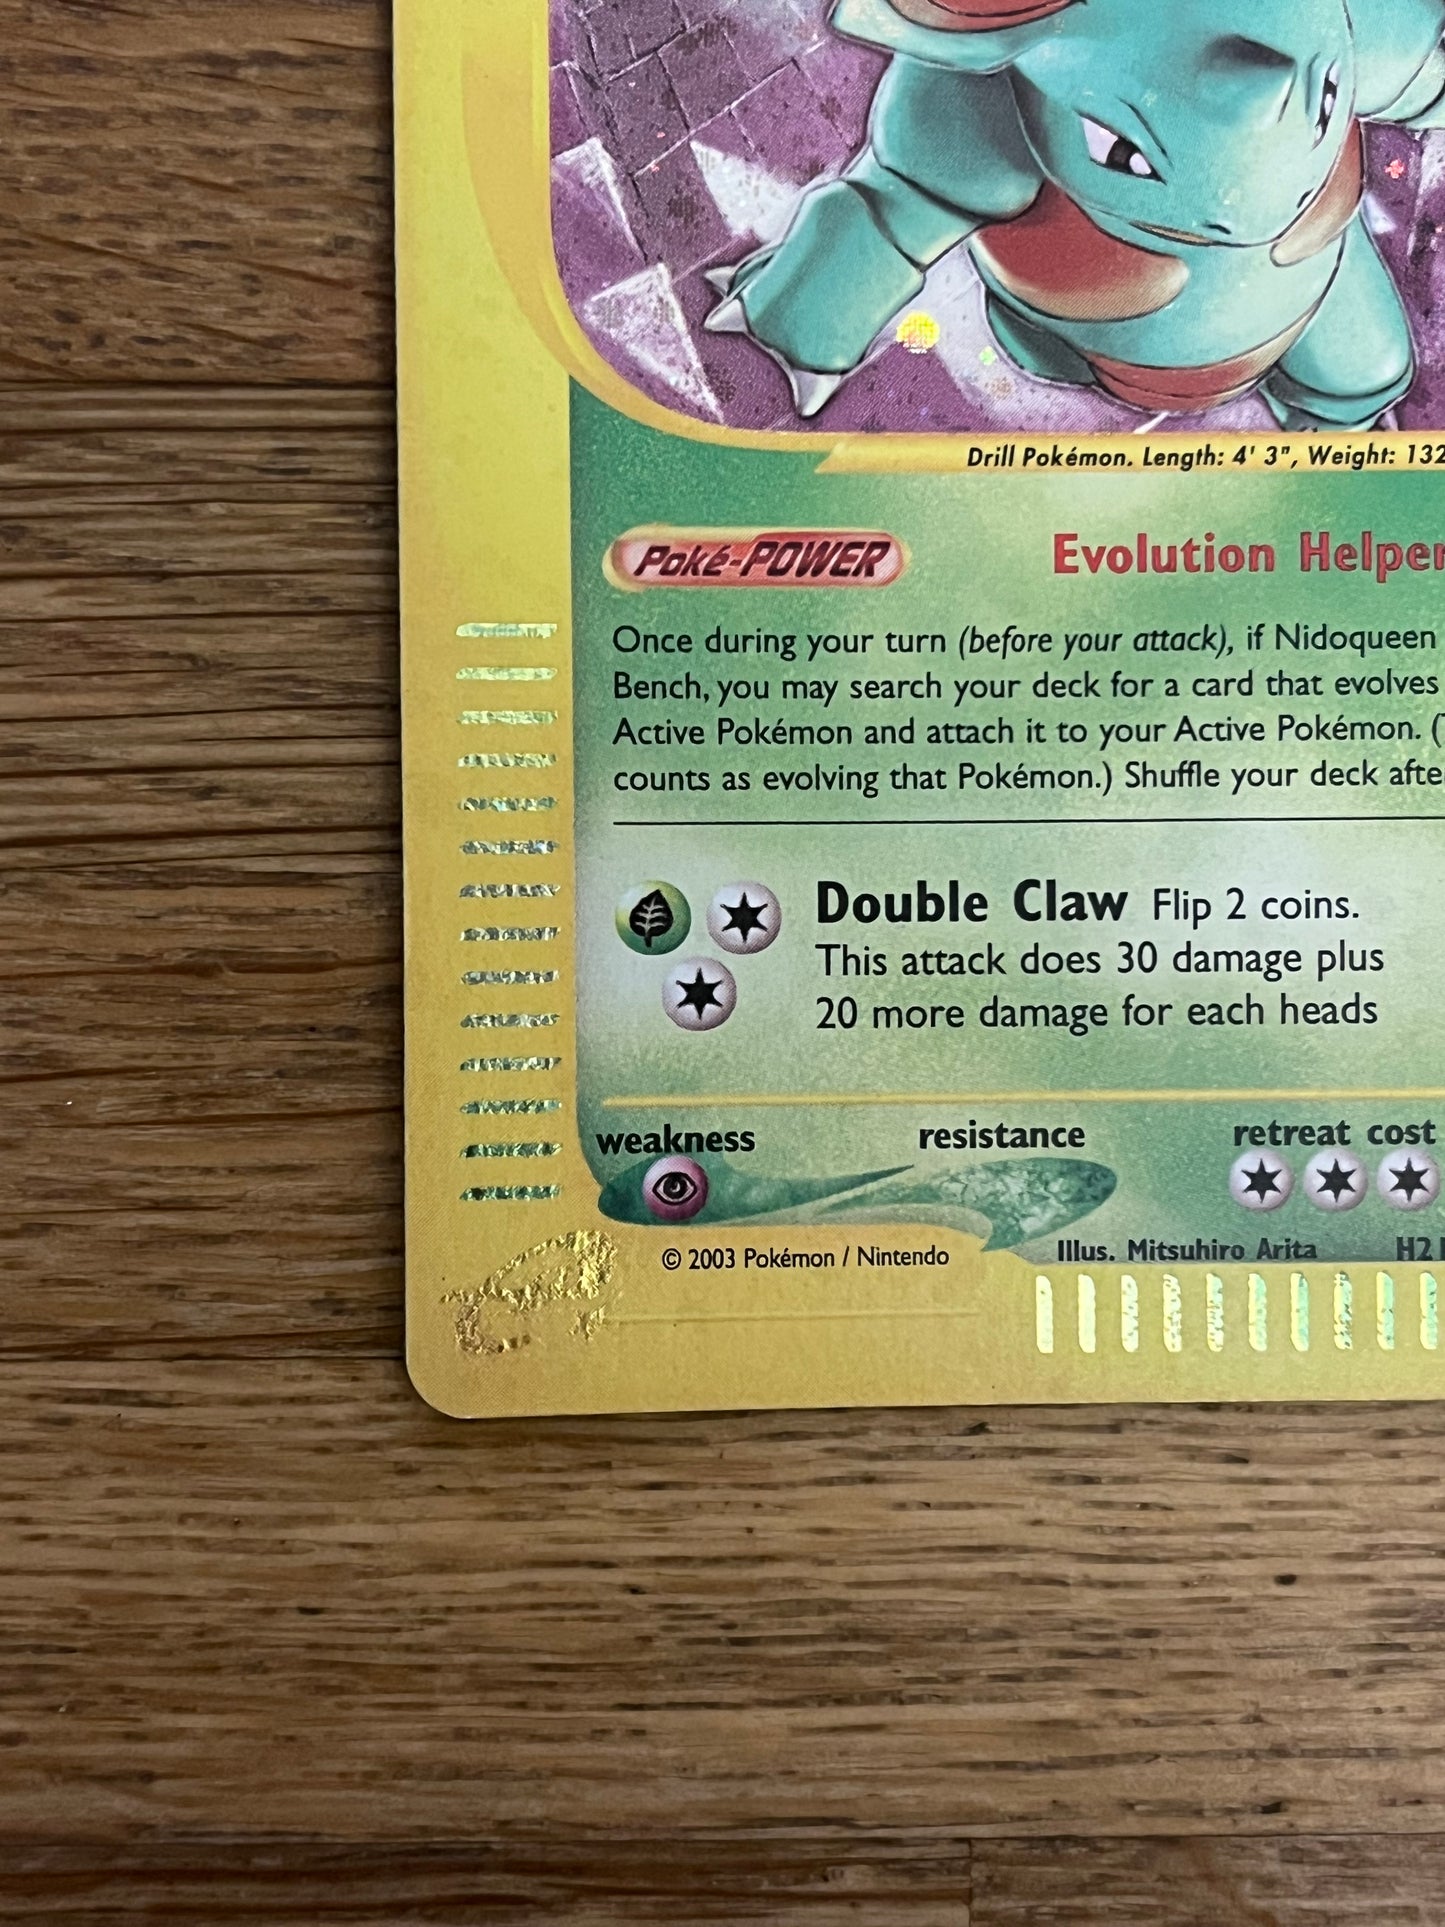 Drill Pokémon. Length: 4' 3", Weight: 132
Poké-POWER Evolution Helper
Once during your turn (before your attack), if Nidoqueen
Bench, you may search your deck for a card that evolves
Active Pokémon and attach it to your Active Pokémon. (
counts as evolving that Pokémon.) Shuffle your deck afte
Double Claw Flip 2 coins.
This attack does 30 damage plus
20 more damage for each heads
weakness resistance retreat cost
© 2003 Pokémon / Nintendo
Illus. Mitsuhiro Arita H2